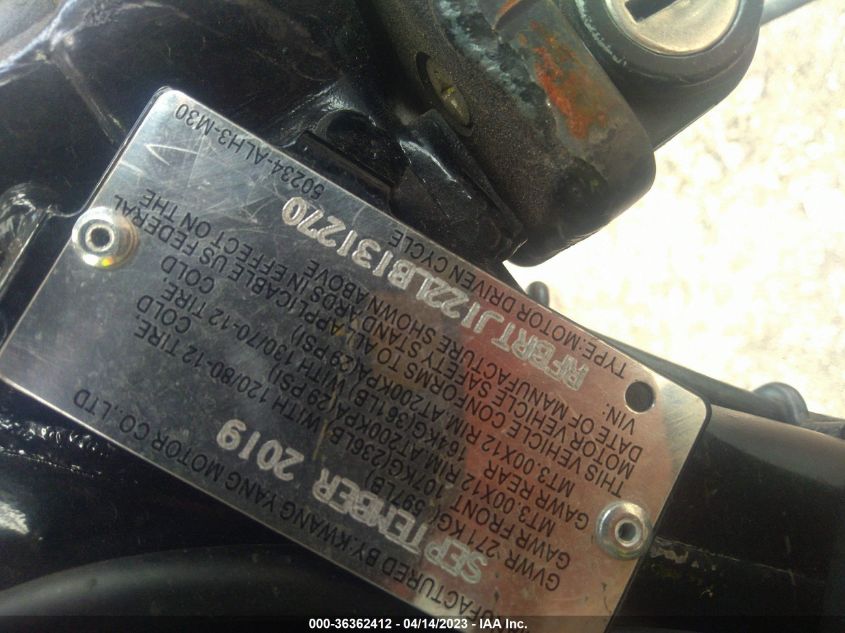 UFACTURED BY:KWANG YANG MOTOR CO.,LTD
SEPTEMBER 2019
GVWR 271KG( 597LB)
GAWR FRONT 107KG(236LB) WITH 120/80-12 TIRE,
MT3.00X12 RIM AT200KPA(29 PSI) COLD
GAWR REAR 164KG(361LB) WITH 130/70-12 TIRE,
MT3.00X12 RIM AT 200KPA(29 PSI) COLD
THIS VEHICLE CONFORMS TO ALL APPLICABLE US FEDERAL
MOTOR VEHICLE SAFETY STANDARDS IN EFFECT ON THE
DATE OF MANUFACTURE SHOWN ABOVE
VIN: RFBRTJ122LB131270
TYPE:MOTOR DRIVEN CYCLE
50234-ALH3-M30
000-36362412 - 04/14/2023 - IAA Inc.